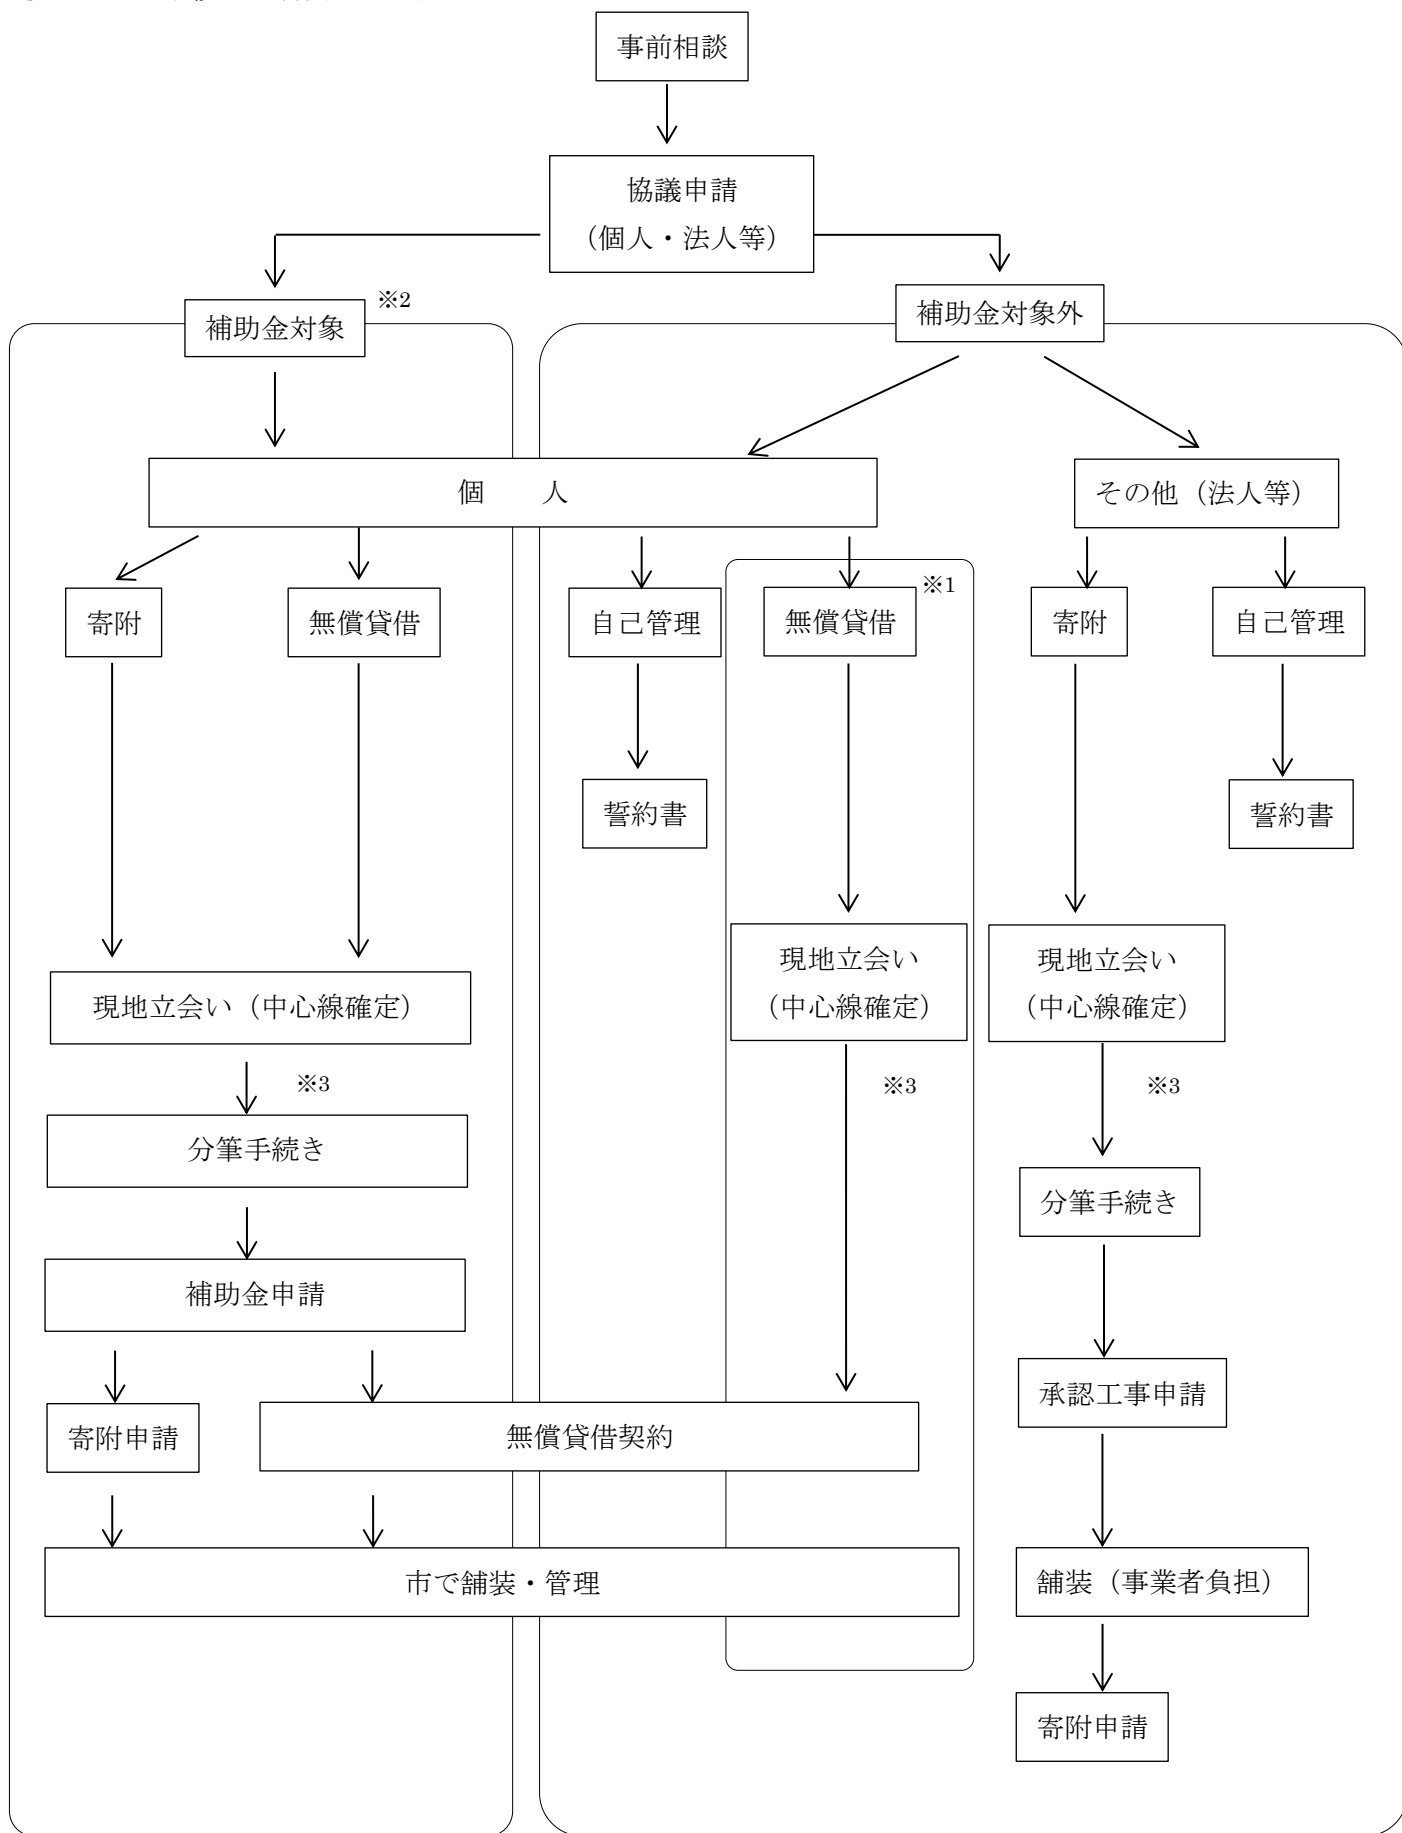 事前相談
協議申請
（個人・法人等）
※2
補助金対象
補助金対象外
個　　人
その他（法人等）
※1
寄附
無償貸借
自己管理
無償貸借
寄附
自己管理
誓約書
誓約書
現地立会い（中心線確定）
現地立会い
（中心線確定）
現地立会い
（中心線確定）
※3
※3
※3
分筆手続き
分筆手続き
補助金申請
承認工事申請
寄附申請
無償貸借契約
市で舗装・管理
舗装（事業者負担）
寄附申請